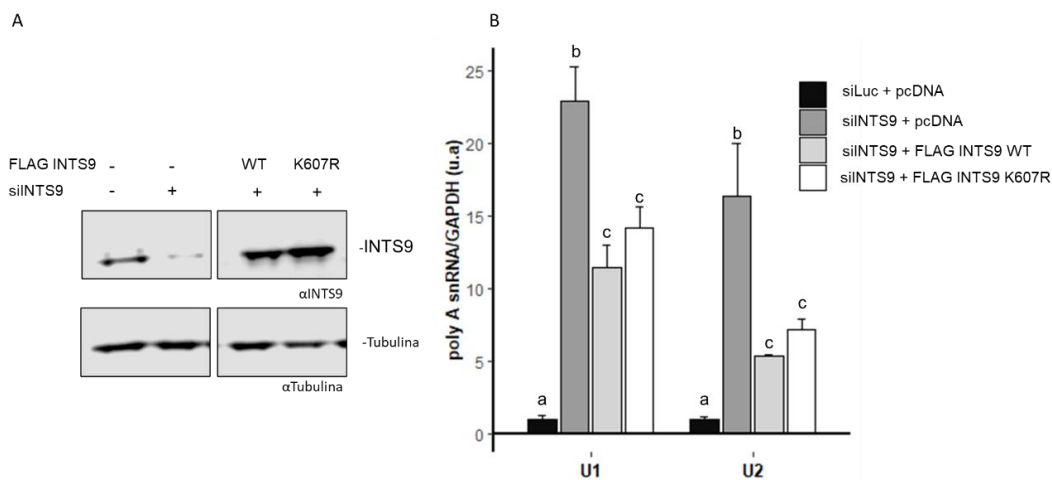 A
FLAG INTS9 - - WT K607R
siINTS9 - + + +
-INTS9
αINTS9
-Tubulina
αTubulina
B
poly A snRNA/GAPDH (u.a)
25
20
15
10
5
0
a
b
c
c
a
b
c
c
U1
U2
siLuc + pcDNA
siINTS9 + pcDNA
siINTS9 + FLAG INTS9 WT
siINTS9 + FLAG INTS9 K607R